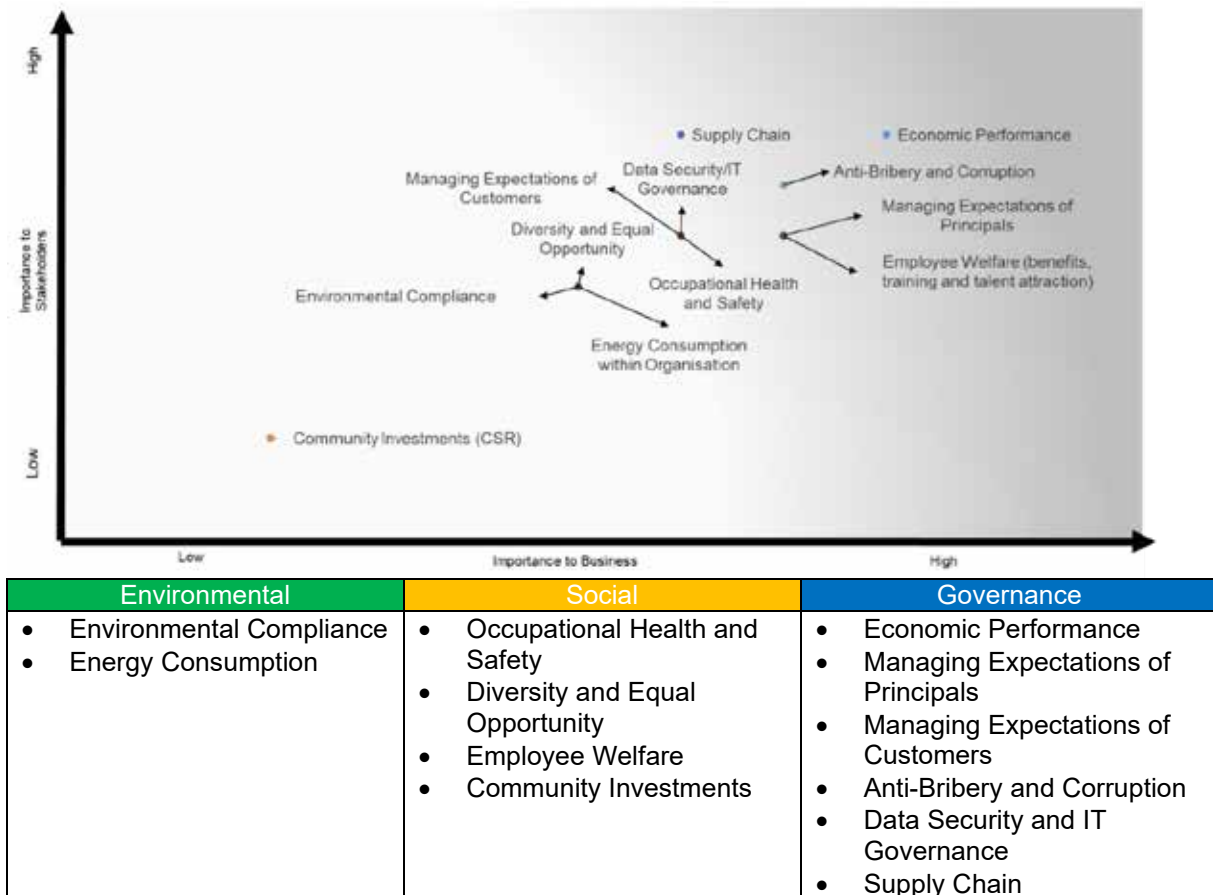 High
Supply Chain
Economic Performance
Data Security/IT
Governance
Anti-Bribery and Corruption
Managing Expectations of
Customers
Managing Expectations of
Principals
Diversity and Equal
Opportunity
Importance to
Stakeholders
Employee Welfare (benefits,
training and talent attraction)
Occupational Health
and Safety
Environmental Compliance
Energy Consumption
within Organisation
Community Investments (CSR)
Low
Low
Importance to Business
High
Environmental
Social
Governance
• Environmental Compliance
• Energy Consumption
• Occupational Health and
Safety
• Diversity and Equal
Opportunity
• Employee Welfare
• Community Investments
• Economic Performance
• Managing Expectations of
Principals
• Managing Expectations of
Customers
• Anti-Bribery and Corruption
• Data Security and IT
Governance
• Supply Chain